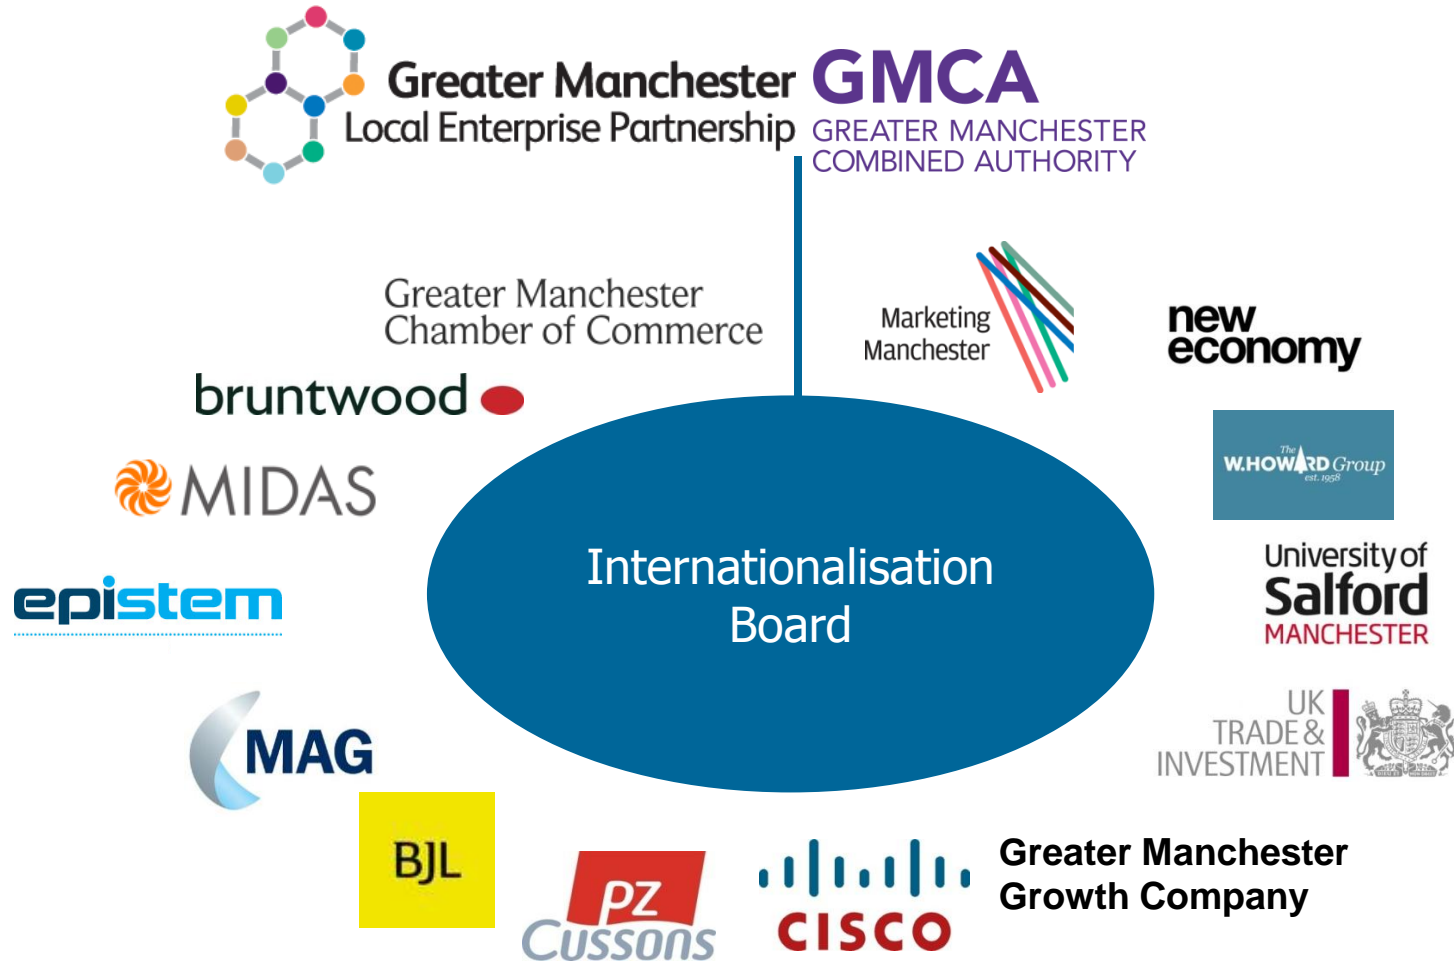 Greater Manchester
Local Enterprise Partnership
GMCA
GREATER MANCHESTER
COMBINED AUTHORITY
Greater Manchester
Chamber of Commerce
Marketing
Manchester
new
economy
bruntwood
The
W.HOWARD Group
est. 1958
MIDAS
Internationalisation
Board
University of
Salford
MANCHESTER
epistem
UK
TRADE &
INVESTMENT
MAG
BJL
PZ
Cussons
CISCO
Greater Manchester
Growth Company